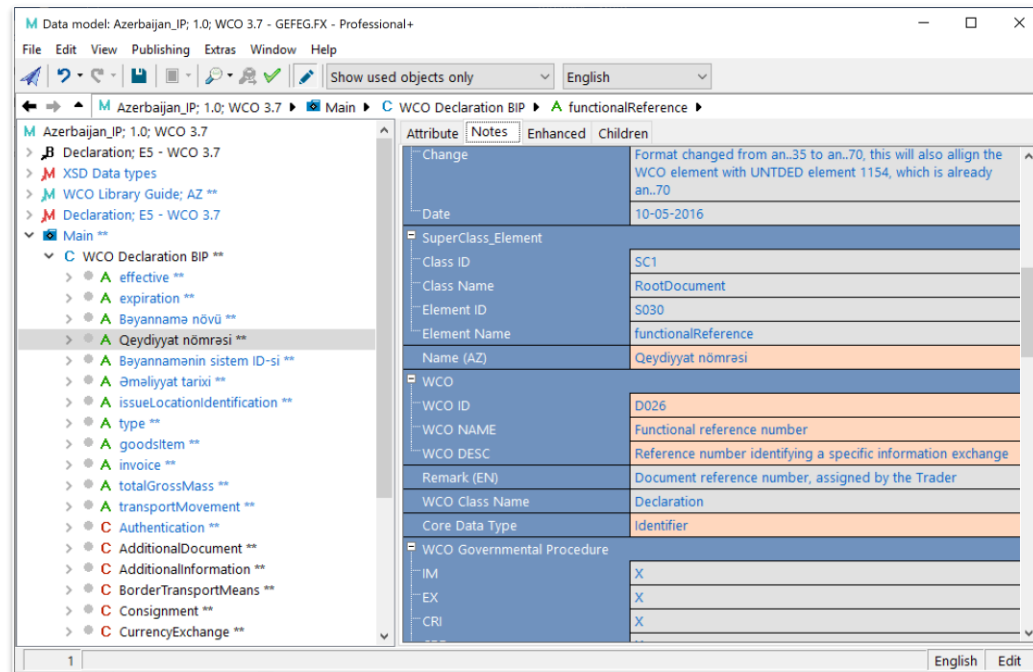 M Data model: Azerbaijan_IP; 1.0; WCO 3.7 - GEFEG.FX - Professional+
File Edit View Publishing Extras Window Help
Show used objects only English
M Azerbaijan_IP; 1.0; WCO 3.7 Main C WCO Declaration BIP A functionalReference
M Azerbaijan_IP; 1.0; WCO 3.7
B Declaration; E5 - WCO 3.7
M XSD Data types
M WCO Library Guide; AZ **
M Declaration; E5 - WCO 3.7
Main **
C WCO Declaration BIP **
A effective **
A expiration **
A Bəyannamə növü **
A Qeydiyyat nömrəsi **
A Bəyannamənin sistem ID-si **
A Əməliyyat tarixi **
A issueLocationIdentification **
A type **
A goodsItem **
A invoice **
A totalGrossMass **
A transportMovement **
C Authentication **
C AdditionalDocument **
C AdditionalInformation **
C BorderTransportMeans **
C Consignment **
C CurrencyExchange **
Attribute Notes Enhanced Children
Change Format changed from an..35 to an..70, this will also allign the
WCO element with UNTDED element 1154, which is already
an..70
Date 10-05-2016
SuperClass_Element
Class ID SC1
Class Name RootDocument
Element ID S030
Element Name functionalReference
Name (AZ) Qeydiyyat nömrəsi
WCO
WCO ID D026
WCO NAME Functional reference number
WCO DESC Reference number identifying a specific information exchange
Remark (EN) Document reference number, assigned by the Trader
WCO Class Name Declaration
Core Data Type Identifier
WCO Governmental Procedure
IM X
EX X
CRI X
1 English Edit